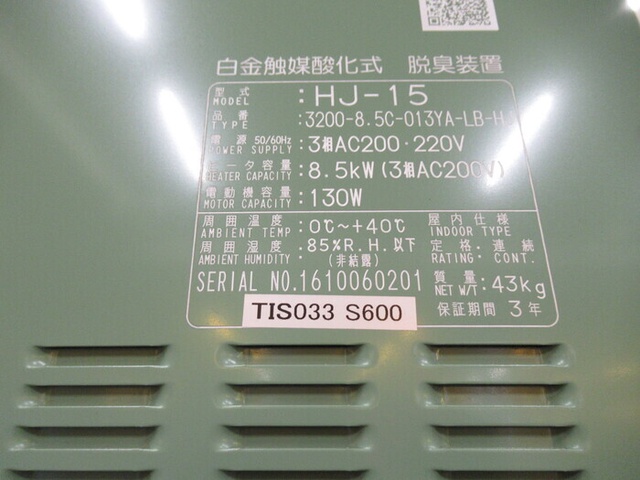 白金触媒酸化式 脱臭装置
型式 MODEL : HJ-15
品番 TYPE : 3200-8.5C-013YA-LB-H
電源 50/60Hz POWER SUPPLY : 3相AC200・220V
ヒータ容量 HEATER CAPACITY : 8.5kW (3相AC200V)
電動機容量 MOTOR CAPACITY : 130W
周囲温度 AMBIENT TEMP : 0℃~+40℃ 屋内仕様 INDOOR TYPE
周囲湿度 AMBIENT HUMIDITY : 85%R.H.以下 (非結露) 定格:連続 RATING: CONT.
SERIAL NO.1610060201 質量 NET W/T : 43kg
TIS033 S600 保証期間 3年